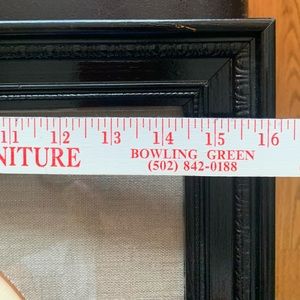 11 12 13 14 15 16
NITURE
BOWLING GREEN
(502) 842-0188